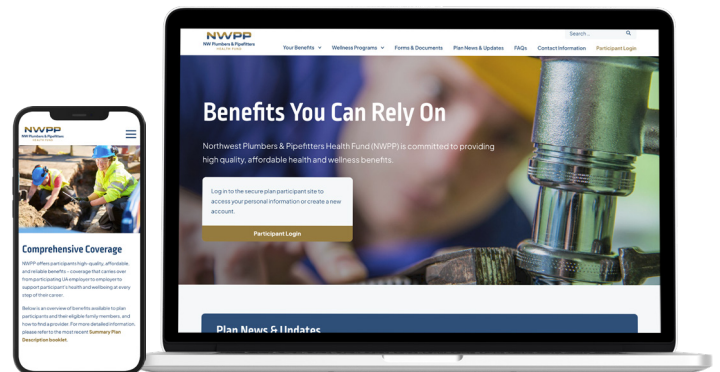 NWPP
NW Plumbers & Pipefitters
HEALTH FUND
Search...
Your Benefits
Wellness Programs
Forms & Documents
Plan News & Updates
FAQs
Contact Information
Participant Login
Benefits You Can Rely On
Northwest Plumbers & Pipefitters Health Fund (NWPP) is committed to providing
high quality, affordable health and wellness benefits.
Log in to the secure plan participant site to
access your personal information or create a new
account.
Participant Login
Plan News & Updates
NWPP
NW Plumbers & Pipefitters
HEALTH FUND
Comprehensive Coverage
NWPP offers participants high-quality, affordable,
and reliable benefits – coverage that carries over
from participating UA employer to employer to
support participant's health and wellbeing at every
step of their career.
Below is an overview of benefits available to plan
participants and their eligible family members, and
how to find a provider. For more detailed information,
please refer to the most recent Summary Plan
Description booklet.